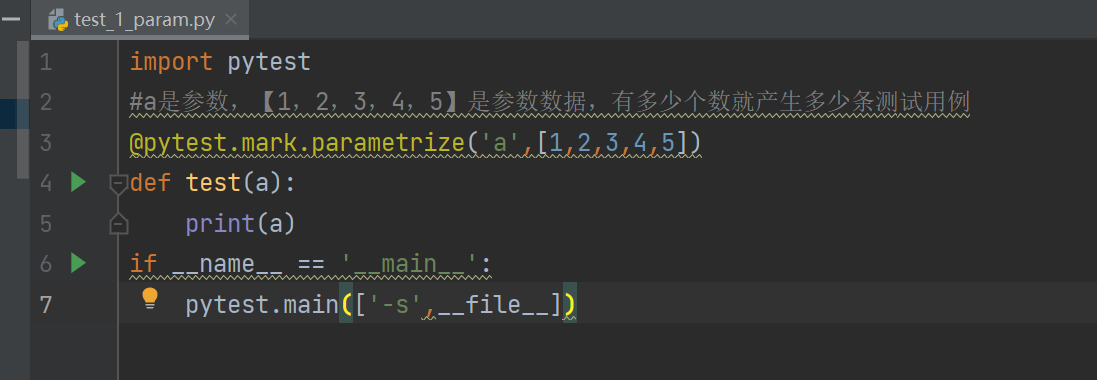 test_1_param.py
1 import pytest
2 #a是参数，【1，2，3，4，5】是参数数据，有多少个数就产生多少条测试用例
3 @pytest.mark.parametrize('a',[1,2,3,4,5])
4 def test(a):
5 print(a)
6 if __name__ == '__main__':
7 pytest.main(['-s',__file__])